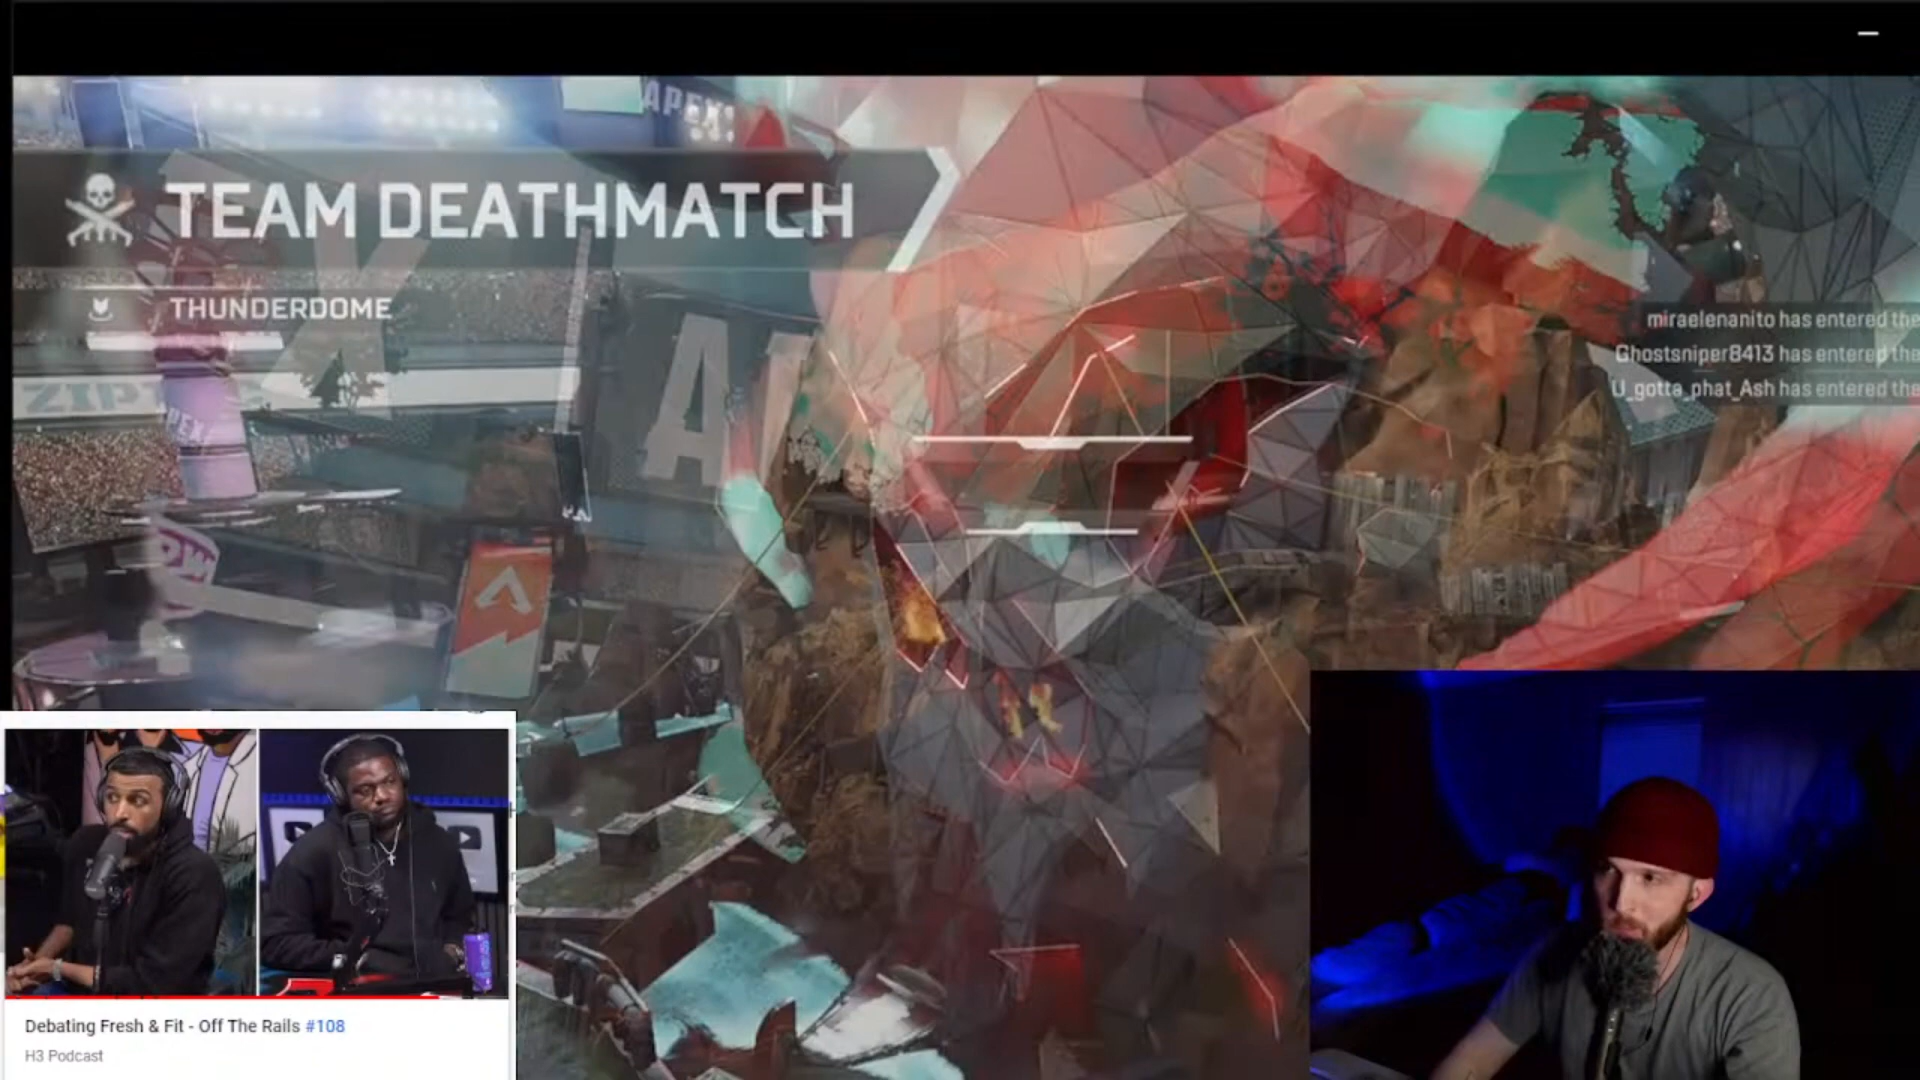 APEX
TEAM DEATHMATCH
THUNDERDOME
miraelenanito has entered the
Ghostsniper8413 has entered the
U_gotta_phat_Ash has entered the
Debating Fresh & Fit - Off The Rails #108
H3 Podcast